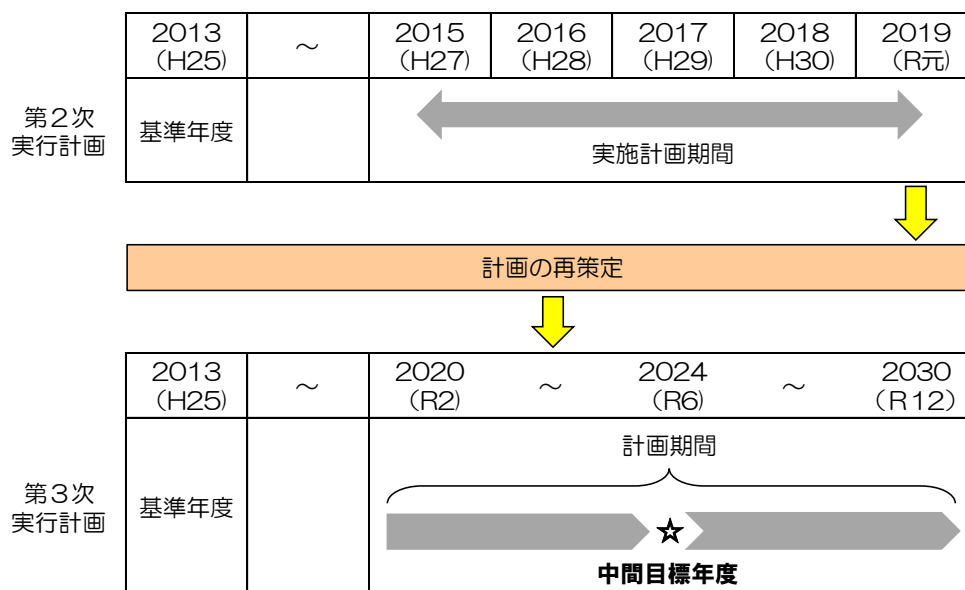 2013 ~ 2015 2016 2017 2018 2019
(H25) (H27) (H28) (H29) (H30) (R元)
第2次
実行計画
基準年度
実施計画期間
計画の再策定
2013 ~ 2020 ~ 2024 ~ 2030
(H25) (R2) (R6) (R12)
計画期間
第3次
実行計画
基準年度
☆
中間目標年度